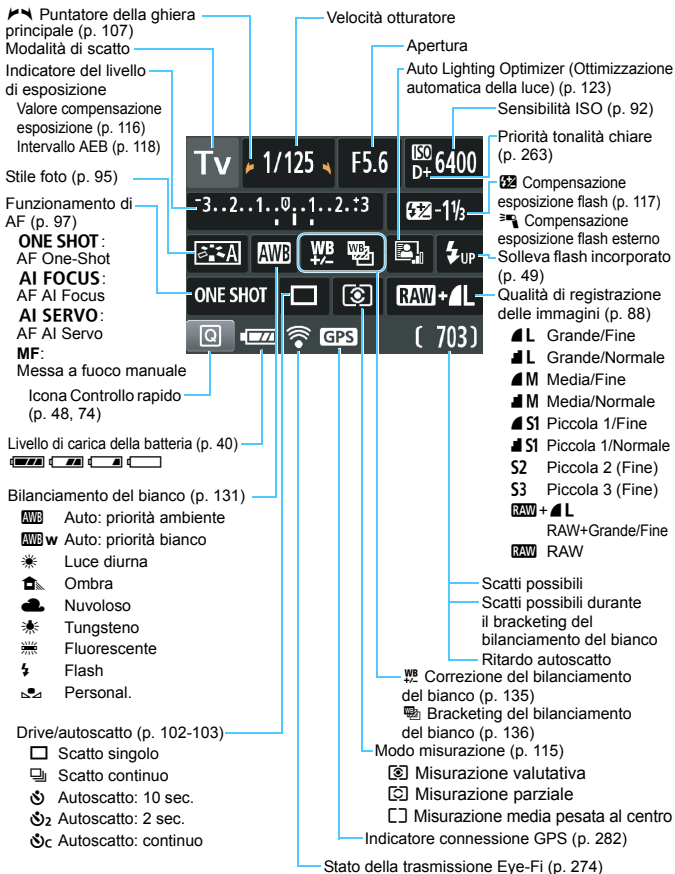 Puntatore della ghiera
principale (p. 107)
Modalità di scatto
Indicatore del livello
di esposizione
Valore compensazione
esposizione (p. 116)
Intervallo AEB (p. 118)
Stile foto (p. 95)
Funzionamento di
AF (p. 97)
ONE SHOT:
AF One-Shot
AI FOCUS:
AF AI Focus
AI SERVO:
AF AI Servo
MF:
Messa a fuoco manuale
Icona Controllo rapido
(p. 48, 74)
Livello di carica della batteria (p. 40)
Bilanciamento del bianco (p. 131)
AWB Auto: priorità ambiente
AWB w Auto: priorità bianco
Luce diurna
Ombra
Nuvoloso
Tungsteno
Fluorescente
Flash
Personal.
Drive/autoscatto (p. 102-103)
Scatto singolo
Scatto continuo
Autoscatto: 10 sec.
2 Autoscatto: 2 sec.
C Autoscatto: continuo
Velocità otturatore
Apertura
Auto Lighting Optimizer (Ottimizzazione
automatica della luce) (p. 123)
Sensibilità ISO (p. 92)
Priorità tonalità chiare
(p. 263)
Compensazione
esposizione flash (p. 117)
Compensazione
esposizione flash esterno
Solleva flash incorporato
(p. 49)
Qualità di registrazione
delle immagini (p. 88)
L Grande/Fine
L Grande/Normale
M Media/Fine
M Media/Normale
S1 Piccola 1/Fine
S1 Piccola 1/Normale
S2 Piccola 2 (Fine)
S3 Piccola 3 (Fine)
RAW+L
RAW+Grande/Fine
RAW RAW
Tv 1/125 F5.6 ISO D+ 6400
-3..2..1..0..1..2.+3 -1⅓
A AWB WB +/- WB UP
ONE SHOT RAW+L
Q GPS ( 703)
Scatti possibili
Scatti possibili durante
il bracketing del
bilanciamento del bianco
Ritardo autoscatto
WB +/- Correzione del bilanciamento
del bianco (p. 135)
WB Bracketing del bilanciamento
del bianco (p. 136)
Modo misurazione (p. 115)
Misurazione valutativa
Misurazione parziale
Misurazione media pesata al centro
Indicatore connessione GPS (p. 282)
Stato della trasmissione Eye-Fi (p. 274)